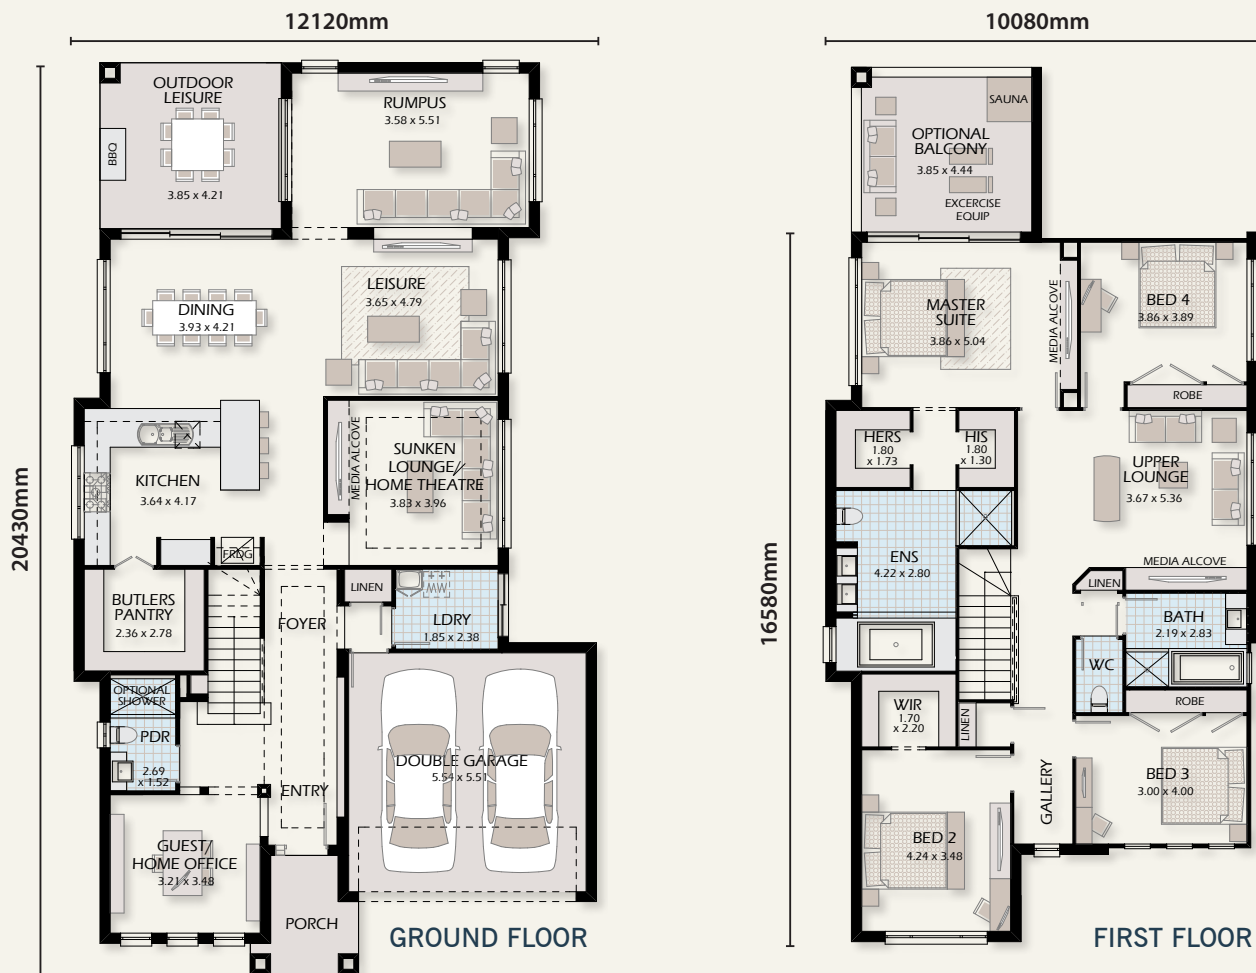 12120mm
20430mm
OUTDOOR
LEISURE
BBQ
3.85 x 4.21
RUMPUS
3.58 x 5.51
LEISURE
3.65 x 4.79
DINING
3.93 x 4.21
KITCHEN
3.64 x 4.17
MEDIA ALCOVE
SUNKEN
LOUNGE/
HOME THEATRE
3.83 x 3.96
FRDG
BUTLERS
PANTRY
2.36 x 2.78
LINEN
FOYER
LDRY
1.85 x 2.38
OPTIONAL
SHOWER
PDR
2.69
x 1.52
DOUBLE GARAGE
5.54 x 5.51
ENTRY
GUEST/
HOME OFFICE
3.21 x 3.48
PORCH
GROUND FLOOR
10080mm
16580mm
SAUNA
OPTIONAL
BALCONY
3.85 x 4.44
EXCERCISE
EQUIP
MASTER
SUITE
3.86 x 5.04
MEDIA ALCOVE
BED 4
3.86 x 3.89
ROBE
HERS
1.80
x 1.73
HIS
1.80
x 1.30
UPPER
LOUNGE
3.67 x 5.36
ENS
4.22 x 2.80
MEDIA ALCOVE
LINEN
BATH
2.19 x 2.83
WC
ROBE
WIR
1.70
x 2.20
LINEN
GALLERY
BED 3
3.00 x 4.00
BED 2
4.24 x 3.48
FIRST FLOOR